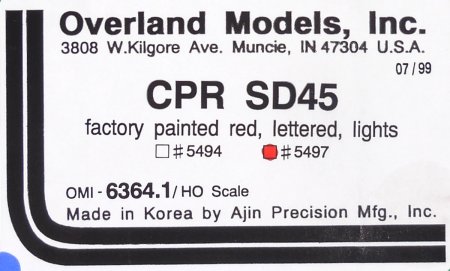 Overland Models, Inc.
3808 W.Kilgore Ave. Muncie, IN 47304 U.S.A.
07/99
CPR SD45
factory painted red, lettered, lights
□#5494 #5497
OMI-6364.1/HO Scale
Made in Korea by Ajin Precision Mfg., Inc.